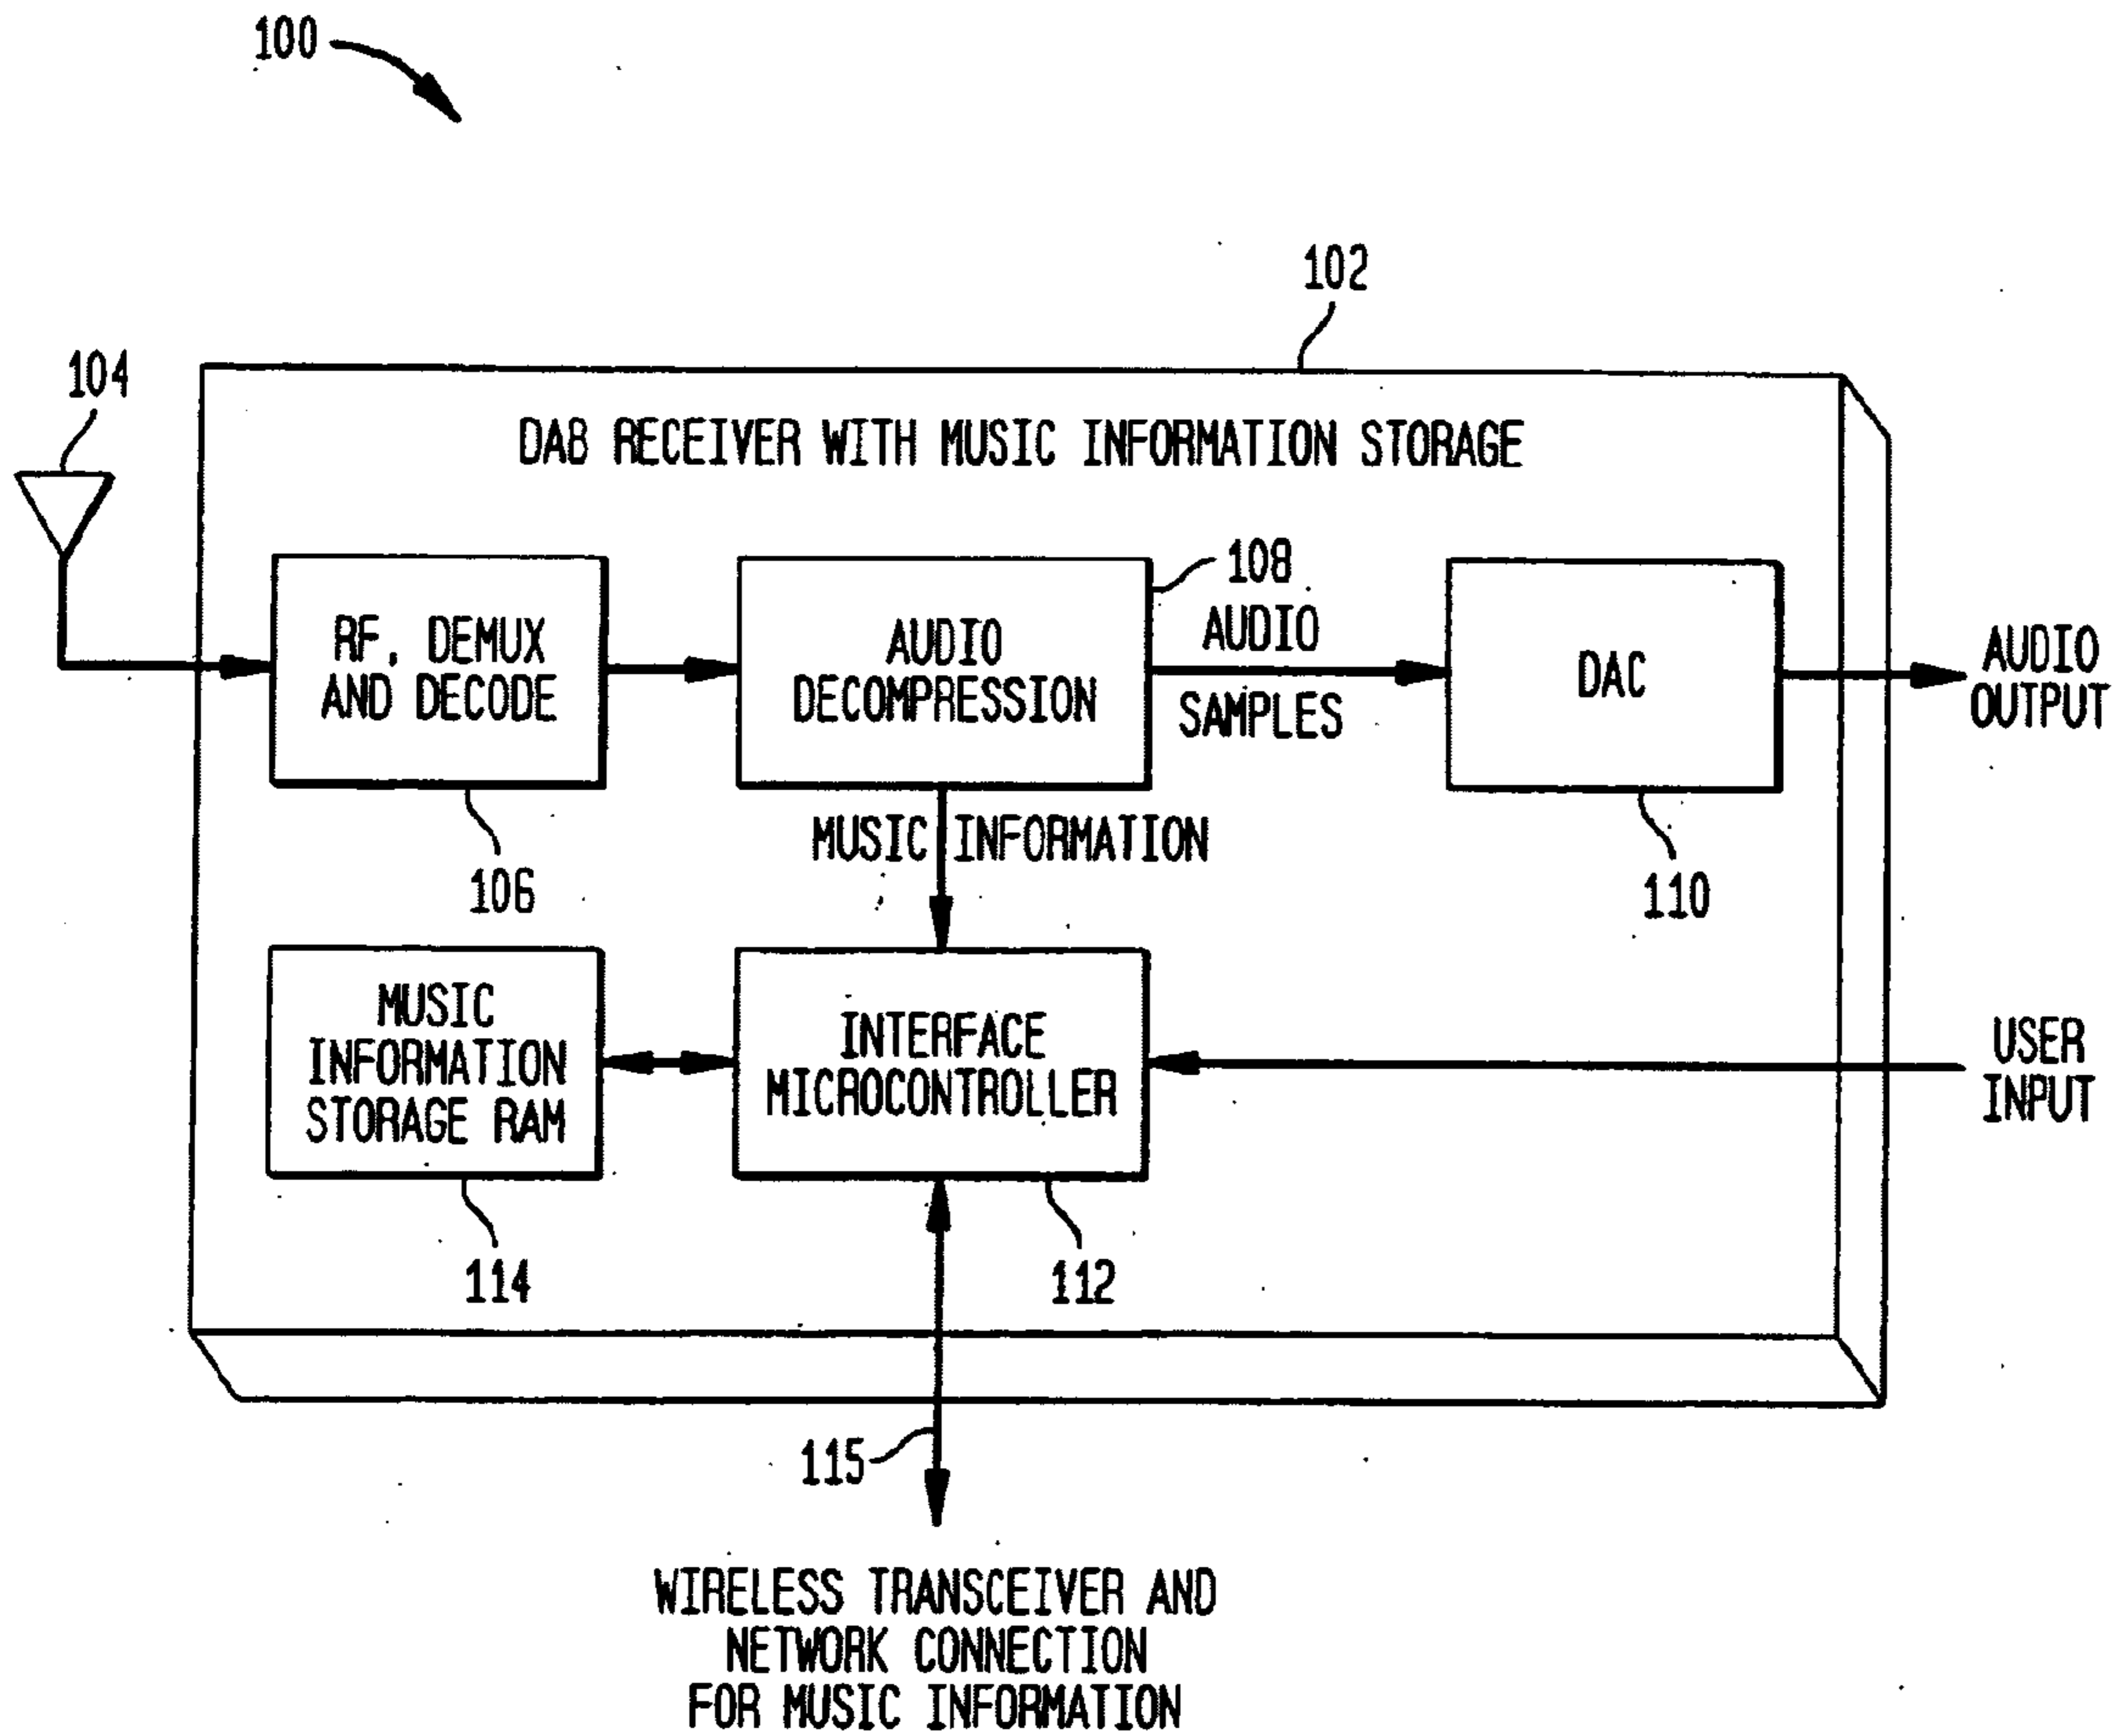 100
102
104
DAB RECEIVER WITH MUSIC INFORMATION STORAGE
108
RF, DEMUX
AND DECODE
AUDIO
DECOMPRESSION
AUDIO
SAMPLES
DAC
AUDIO
OUTPUT
MUSIC INFORMATION
106
110
MUSIC
INFORMATION
STORAGE RAM
INTERFACE
MICROCONTROLLER
USER
INPUT
114
112
115
WIRELESS TRANSCEIVER AND
NETWORK CONNECTION
FOR MUSIC INFORMATION